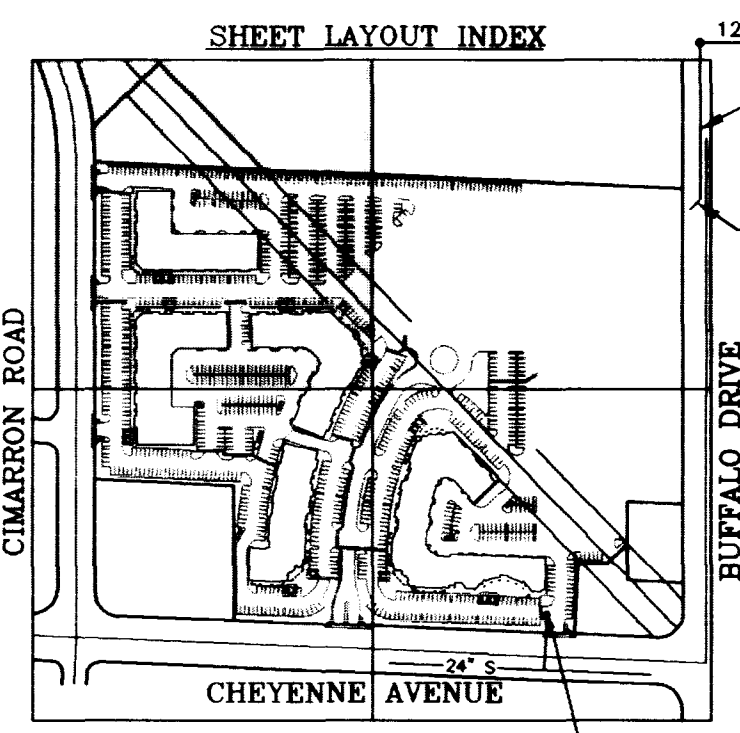 SHEET LAYOUT INDEX
12
CIMARRON ROAD
BUFFALO DRIVE
24" S
CHEYENNE AVENUE